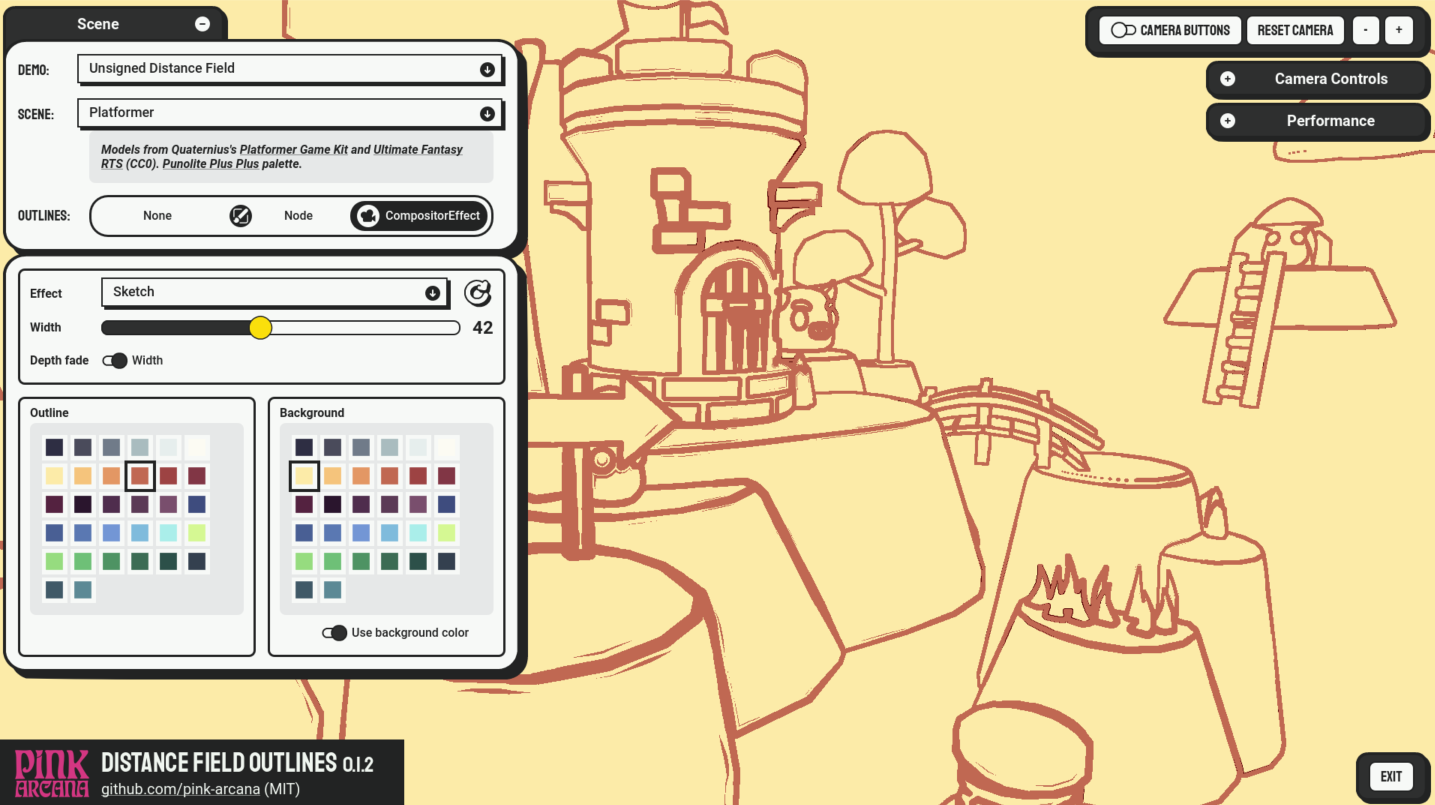 Scene
DEMO:
Unsigned Distance Field
SCENE:
Platformer
Models from Quaternius's Platformer Game Kit and Ultimate Fantasy
RTS (CC0). Punolite Plus Plus palette.
OUTLINES:
None
Node
CompositorEffect
Effect
Sketch
Width
42
Depth fade
Width
Outline
Background
Use background color
PINK
ARCANA
DISTANCE FIELD OUTLINES 0.1.2
github.com/pink-arcana (MIT)
CAMERA BUTTONS
RESET CAMERA
-
+
Camera Controls
Performance
EXIT